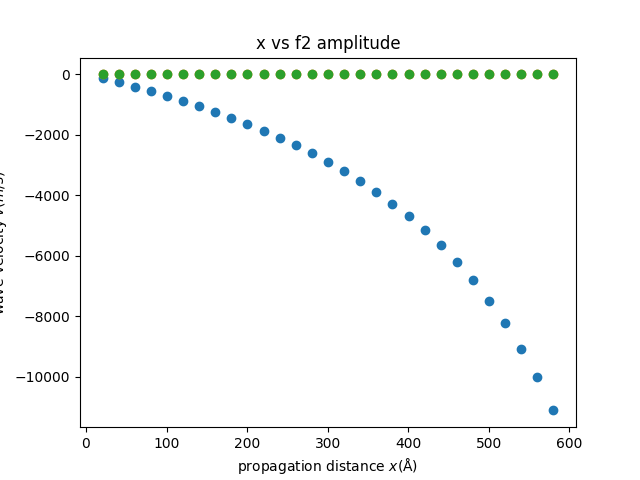 x vs f2 amplitude
0
−2000
−4000
−6000
−8000
−10000
wave velocity v(m/s)
0 100 200 300 400 500 600
propagation distance x(Å)